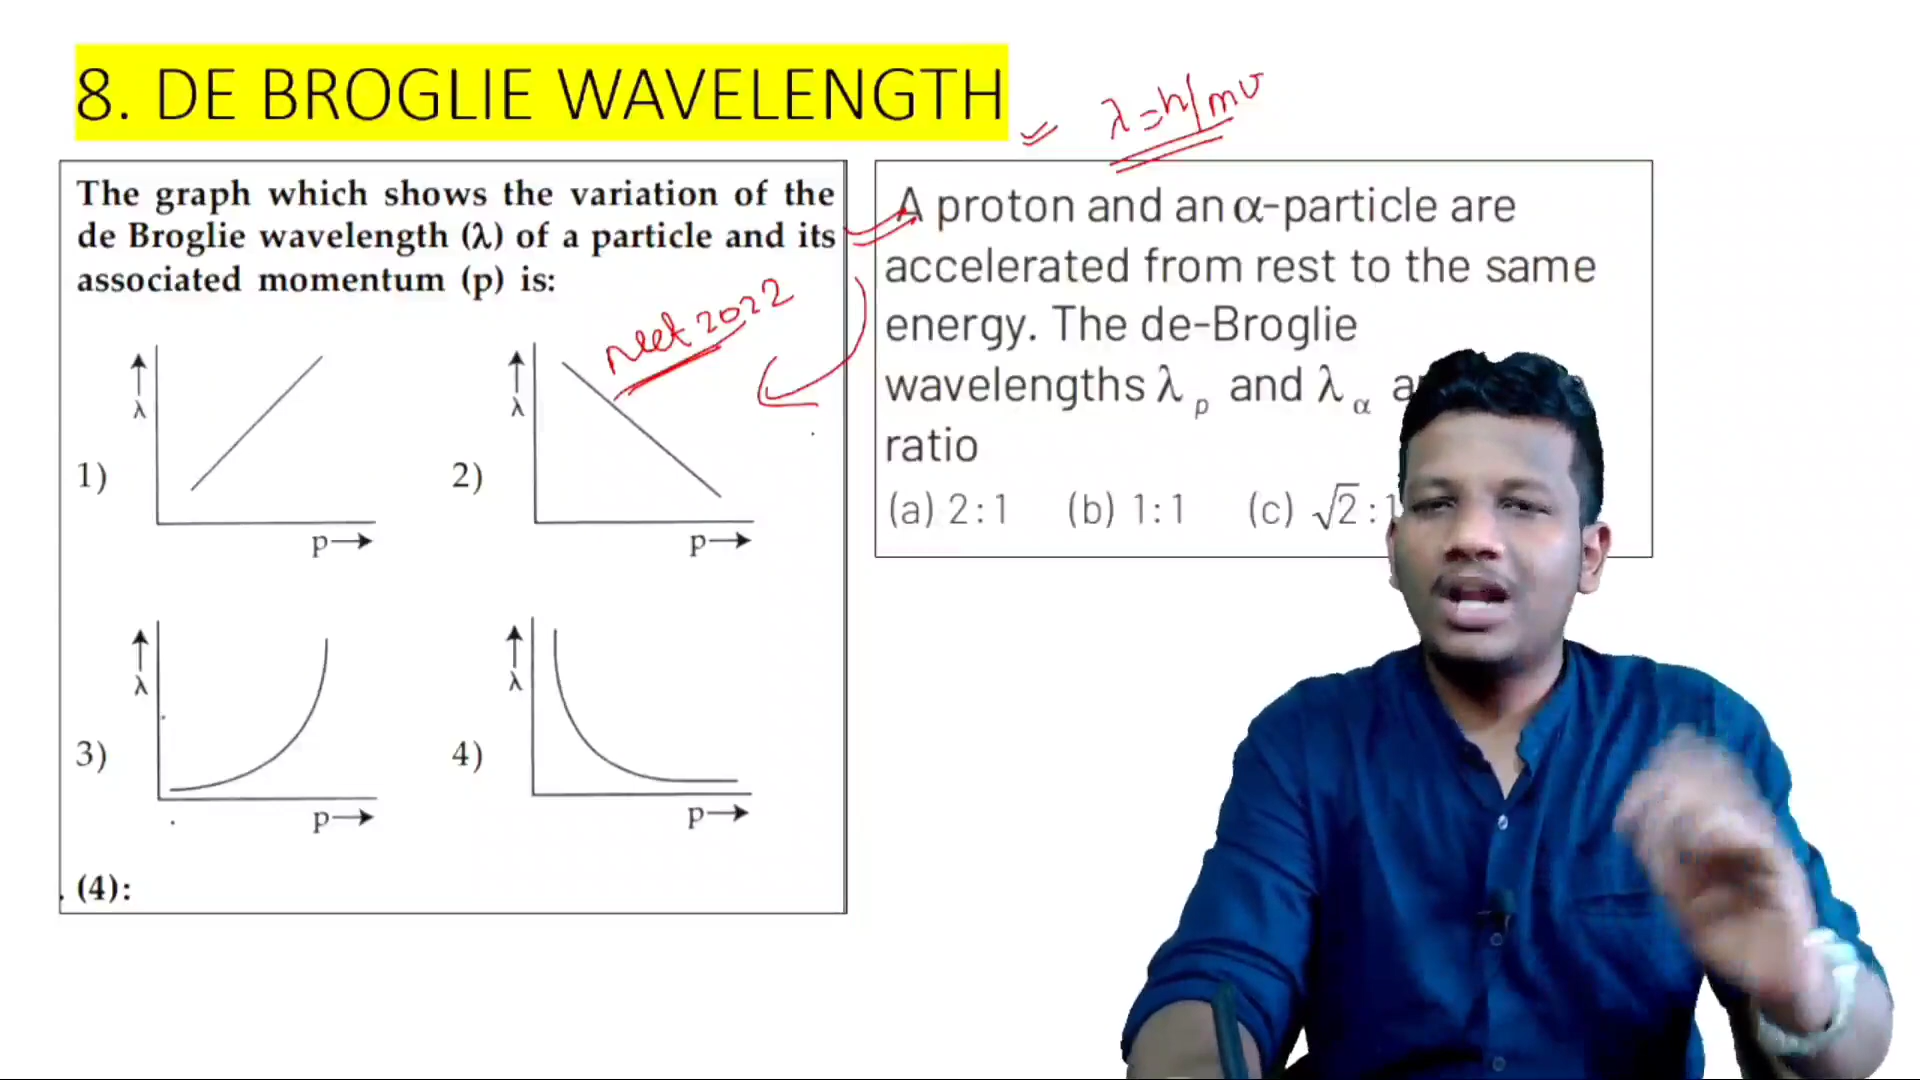 8. DE BROGLIE WAVELENGTH
λ=h/mv
The graph which shows the variation of the
de Broglie wavelength (λ) of a particle and its
associated momentum (p) is:
neet 2022
1)
λ
p
2)
λ
p
3)
λ
p
4)
λ
p
. (4):
A proton and an α-particle are
accelerated from rest to the same
energy. The de-Broglie
wavelengths λp and λα
ratio
(a) 2:1 (b) 1:1 (c) √2:1